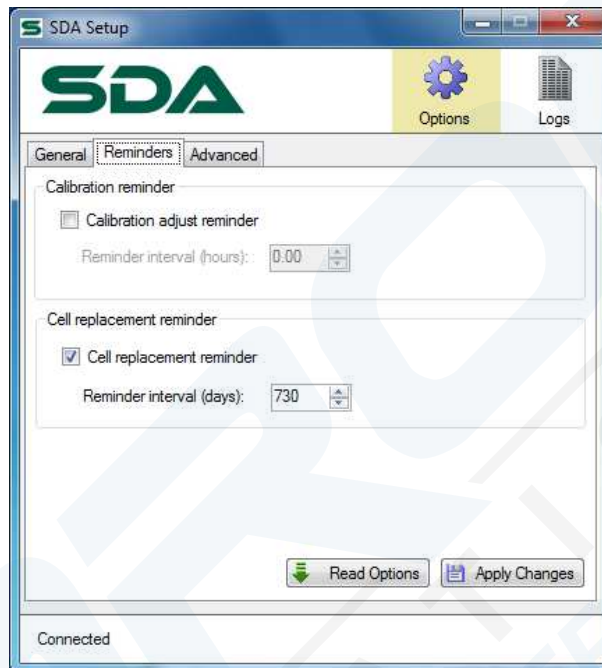 SDA Setup
SDA
Options
Logs
General
Reminders
Advanced
Calibration reminder
Calibration adjust reminder
Reminder interval (hours):
0.00
Cell replacement reminder
Cell replacement reminder
Reminder interval (days):
730
Read Options
Apply Changes
Connected